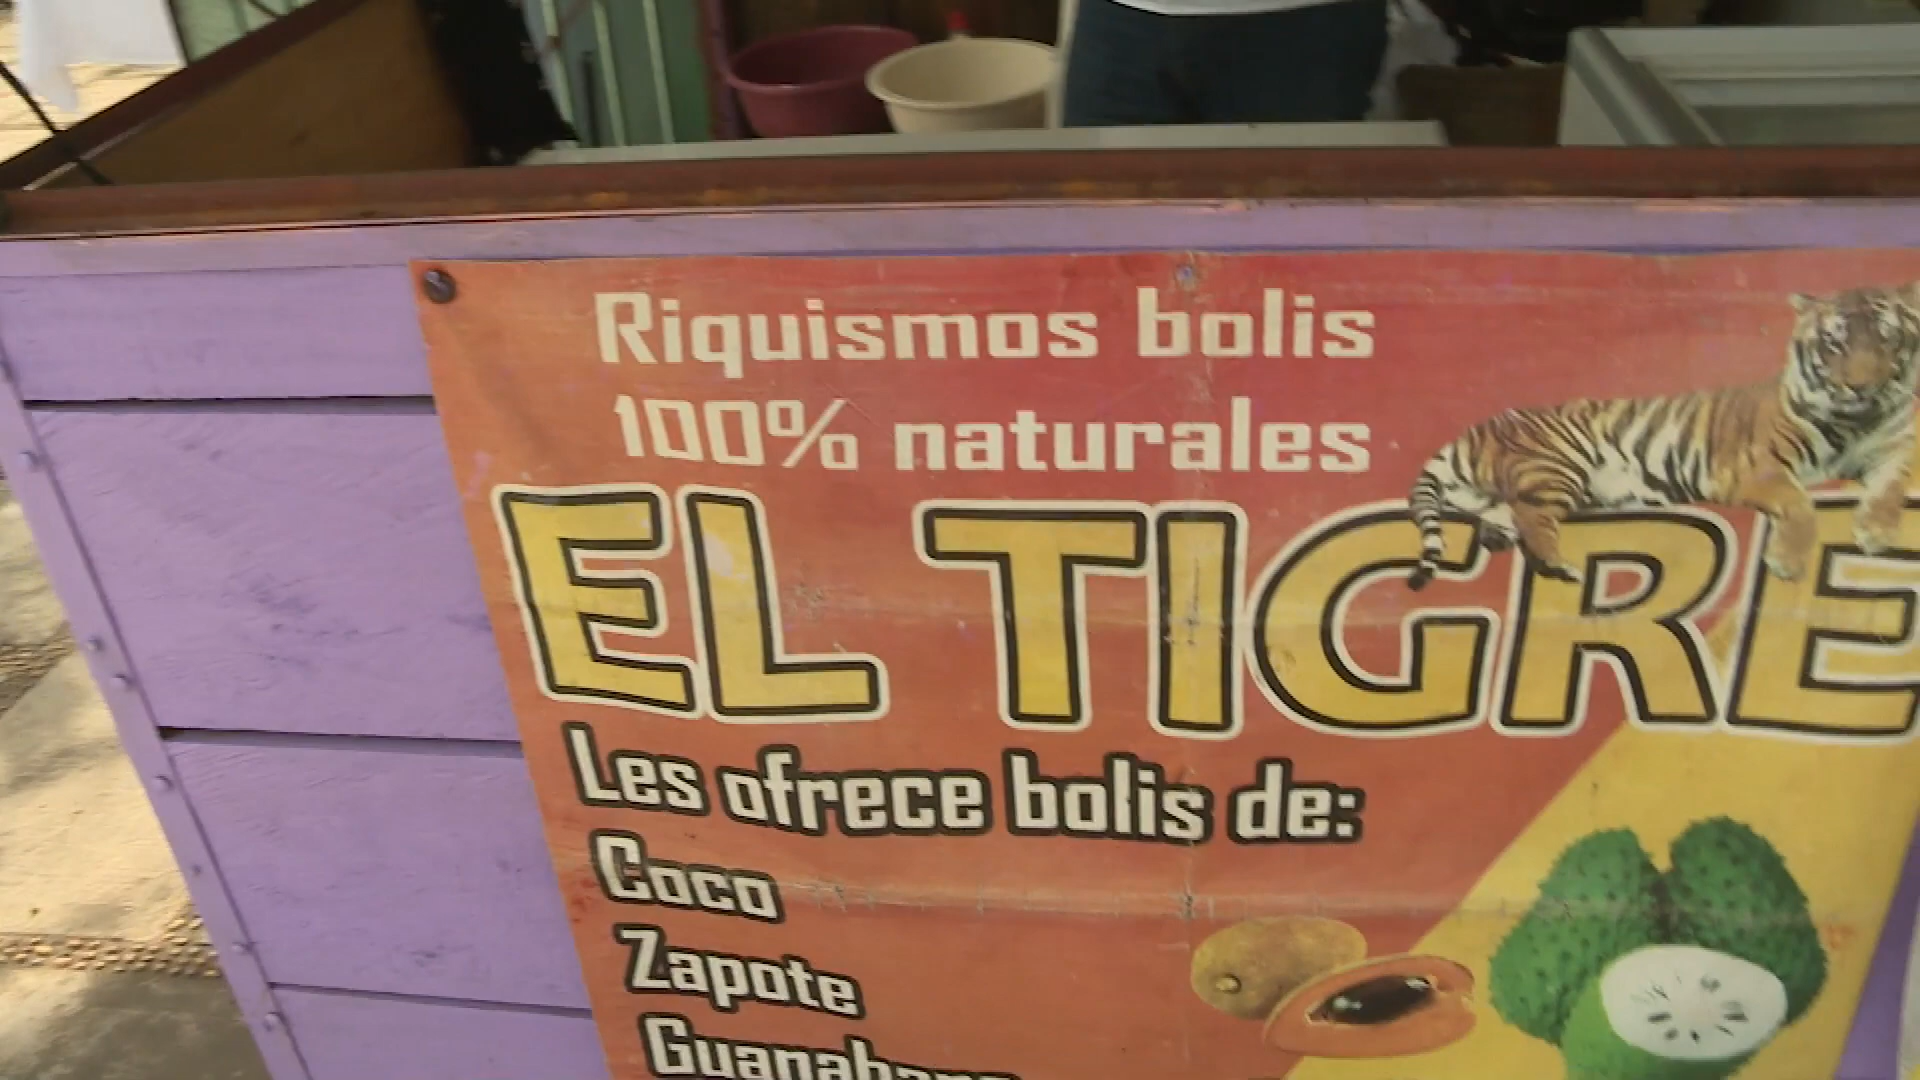 Riquismos bolis
100% naturales
EL TIGRE
Les ofrece bolis de:
Coco
Zapote